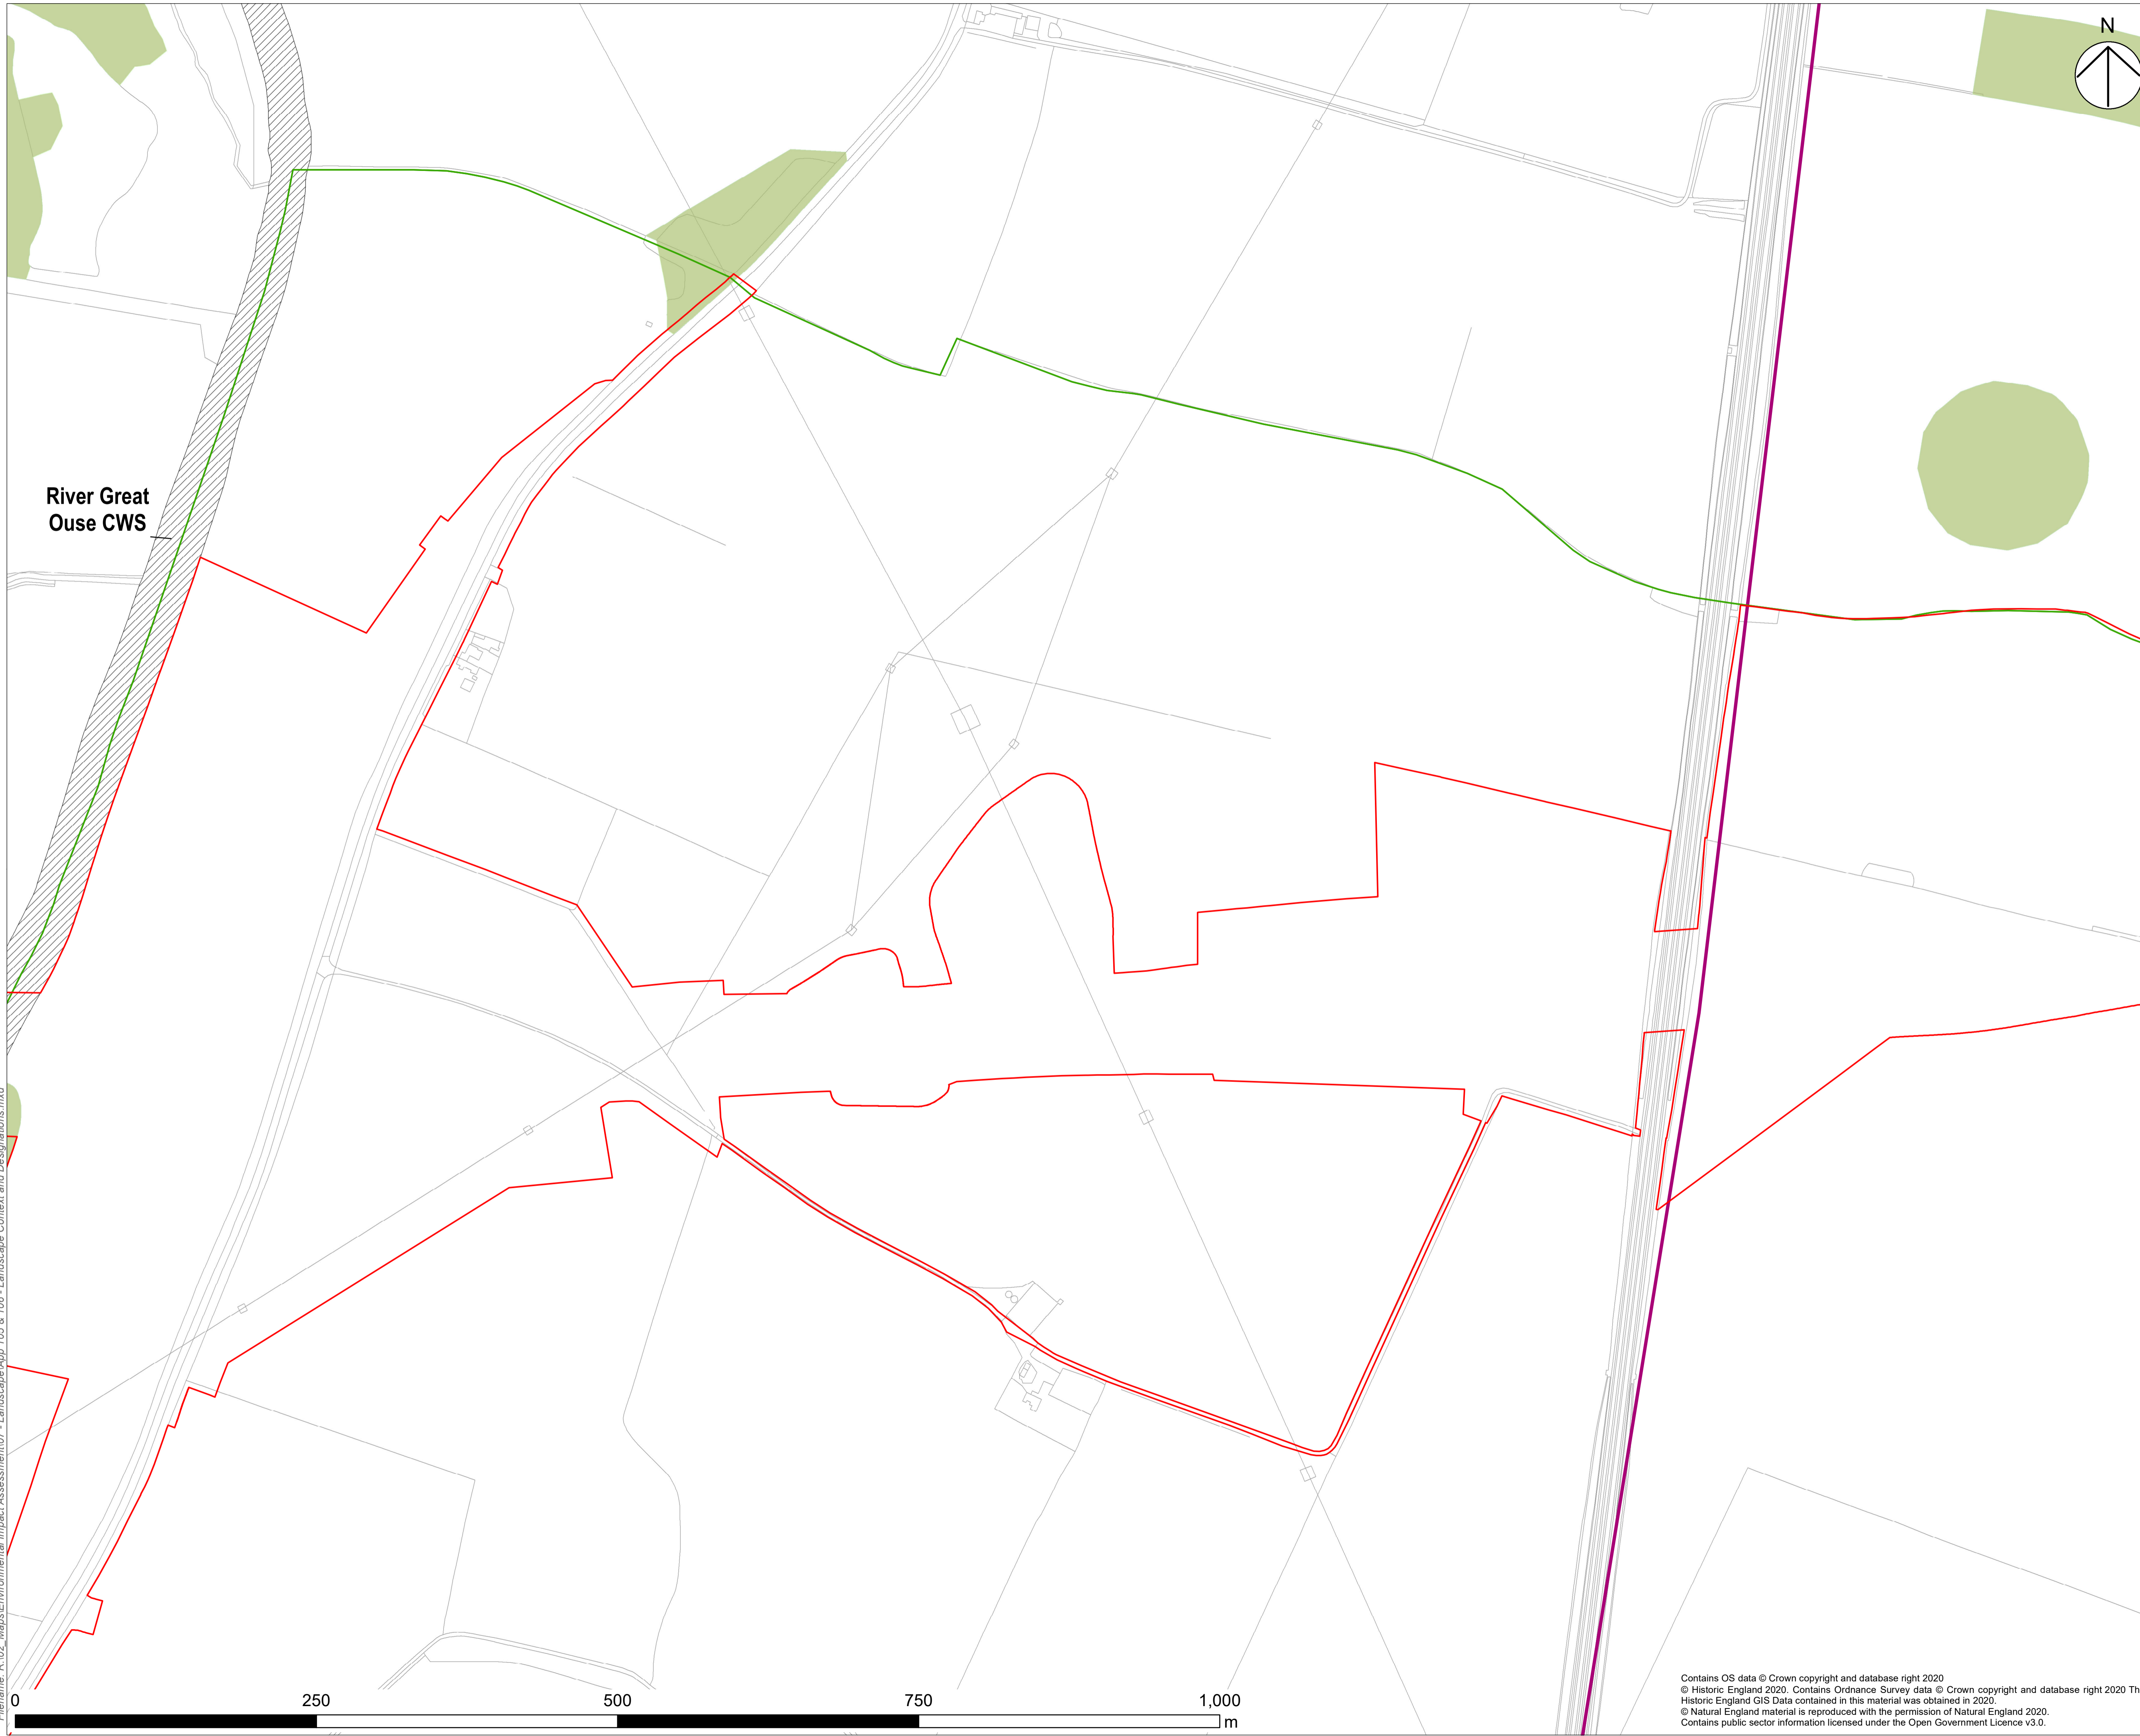 N
River Great
Ouse CWS
0 250 500 750 1,000
m
Contains OS data © Crown copyright and database right 2020
© Historic England 2020. Contains Ordnance Survey data © Crown copyright and database right 2020 Th
Historic England GIS Data contained in this material was obtained in 2020.
© Natural England material is reproduced with the permission of Natural England 2020.
Contains public sector information licensed under the Open Government Licence v3.0.